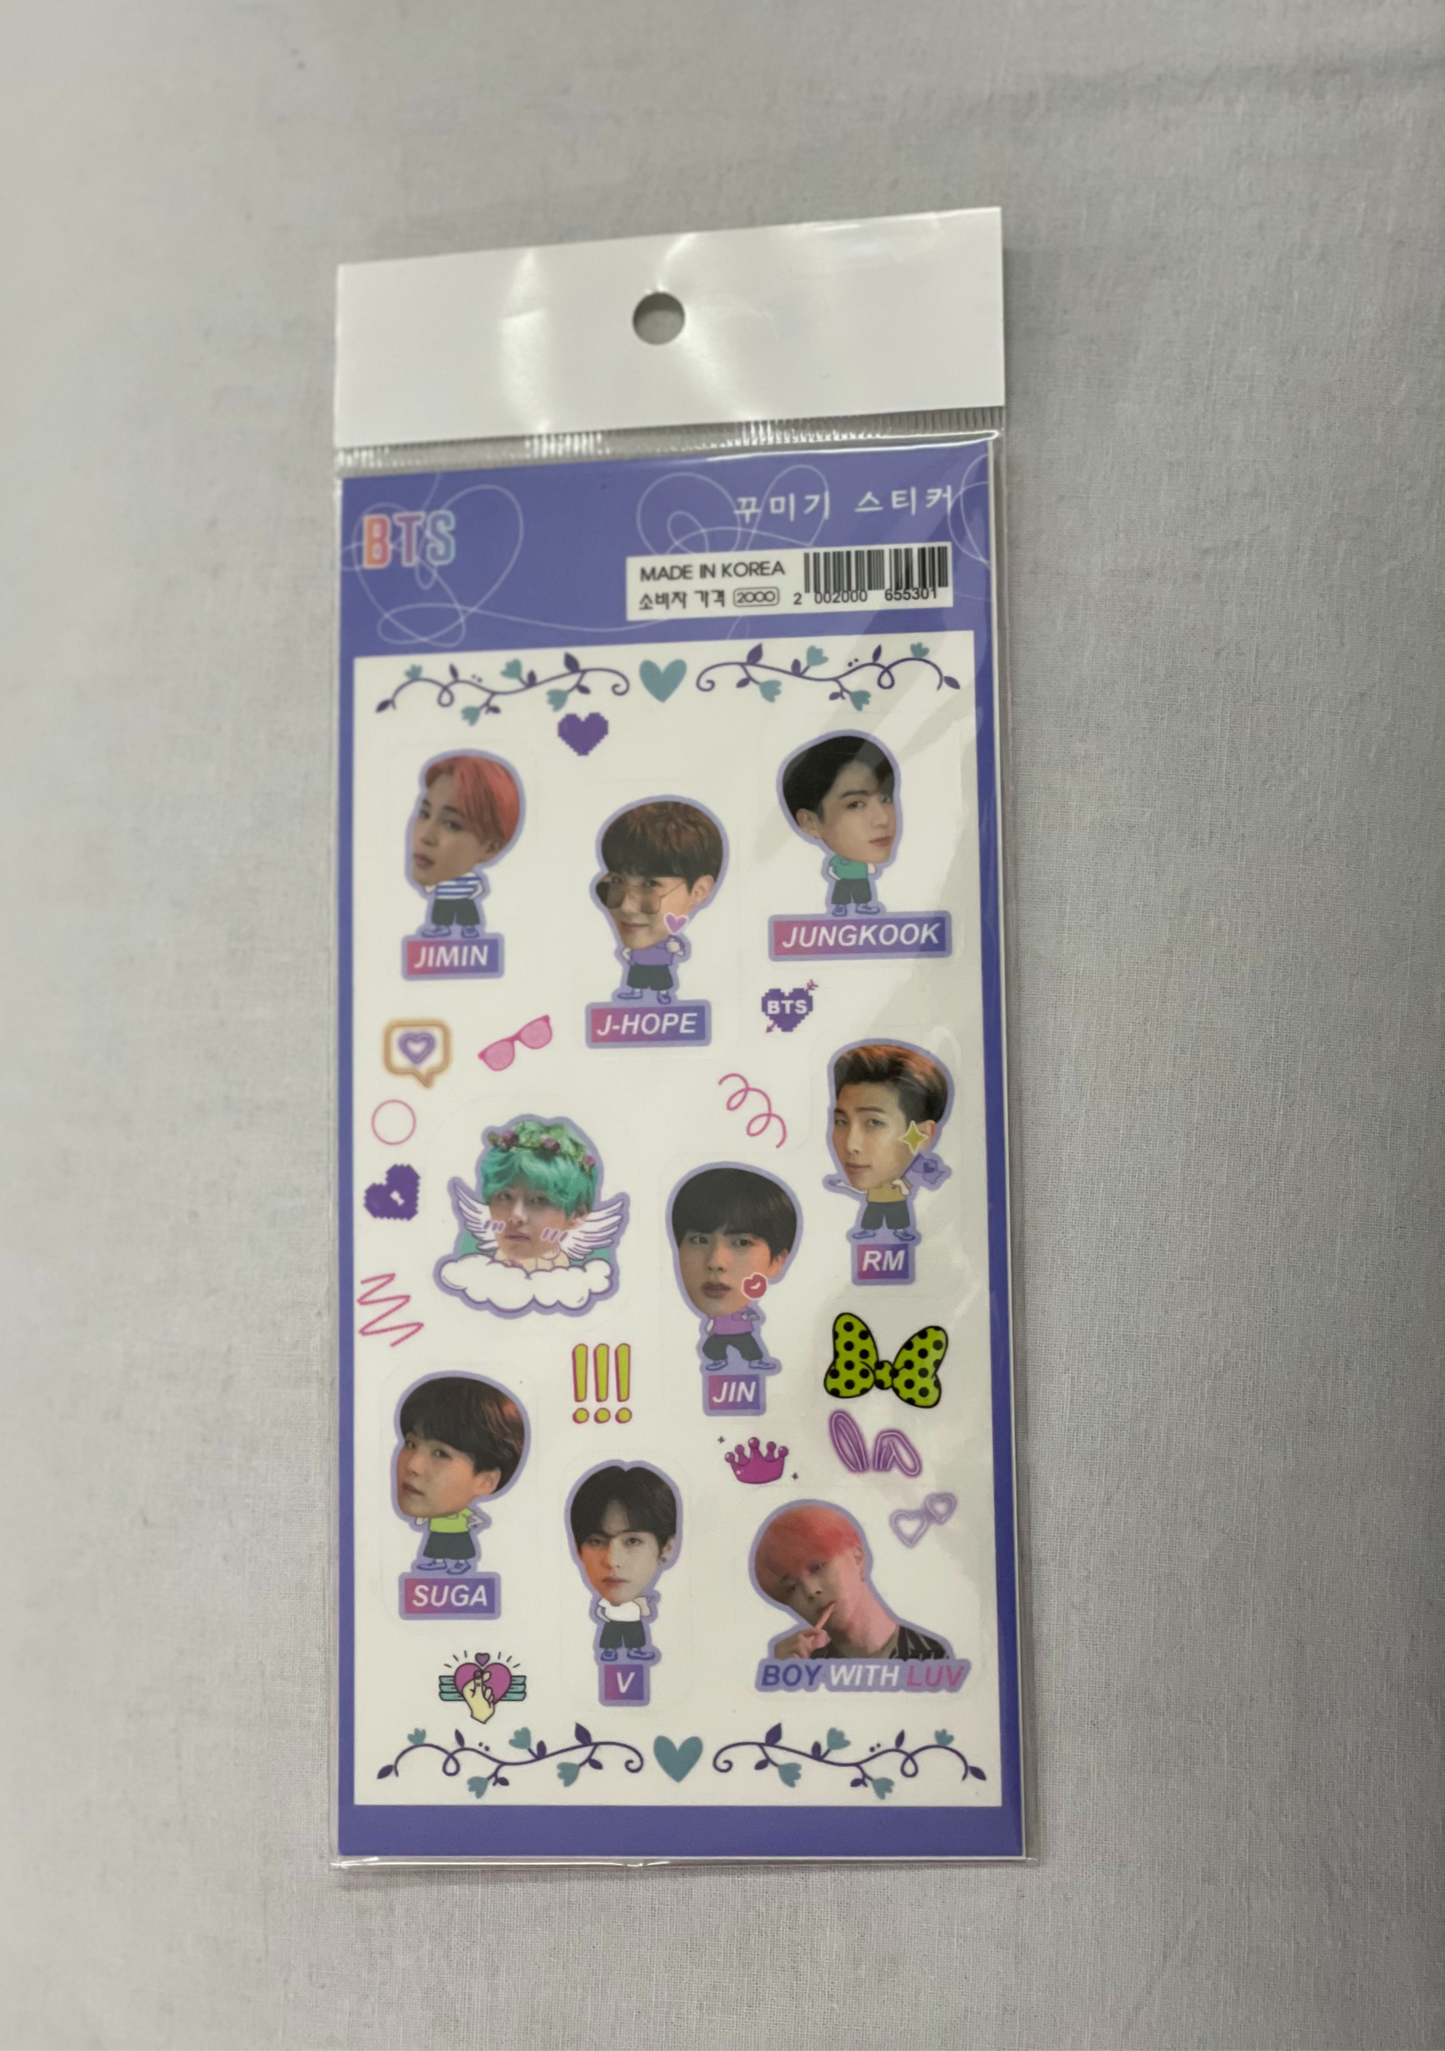 BTS
꾸미기 스티커
MADE IN KOREA
소비자 가격 2000
2 002000 655301
JIMIN
J-HOPE
JUNGKOOK
BTS
RM
JIN
!!!
SUGA
V
BOY WITH LUV